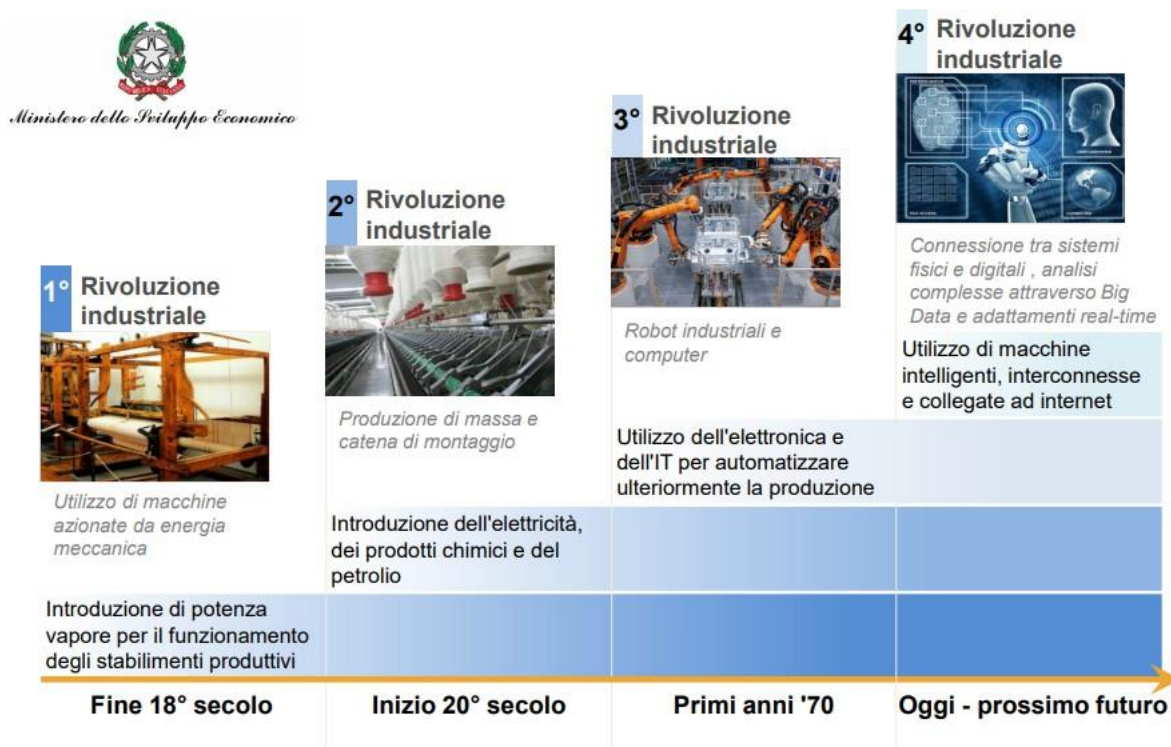 Ministero dello Sviluppo Economico
1° Rivoluzione
industriale
Utilizzo di macchine
azionate da energia
meccanica
Introduzione di potenza
vapore per il funzionamento
degli stabilimenti produttivi
Fine 18° secolo
2° Rivoluzione
industriale
Produzione di massa e
catena di montaggio
Introduzione dell'elettricità,
dei prodotti chimici e del
petrolio
Inizio 20° secolo
3° Rivoluzione
industriale
Robot industriali e
computer
Utilizzo dell'elettronica e
dell'IT per automatizzare
ulteriormente la produzione
Primi anni '70
4° Rivoluzione
industriale
Connessione tra sistemi
fisici e digitali , analisi
complesse attraverso Big
Data e adattamenti real-time
Utilizzo di macchine
intelligenti, interconnesse
e collegate ad internet
Oggi - prossimo futuro